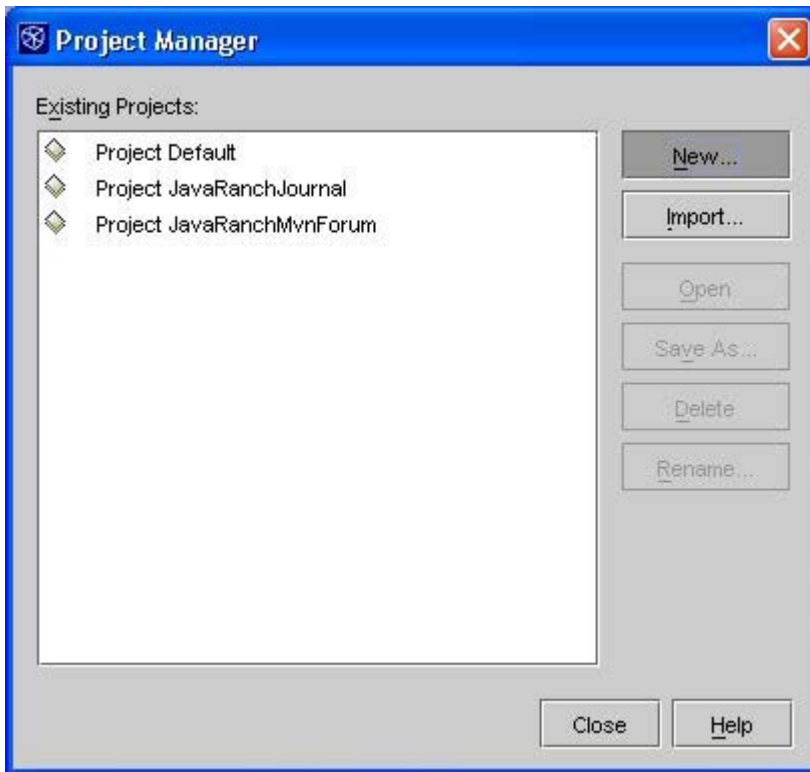 Project Manager
Existing Projects:
Project Default
Project JavaRanchJournal
Project JavaRanchMvnForum
New...
Import...
Open
Save As...
Delete
Rename...
Close
Help